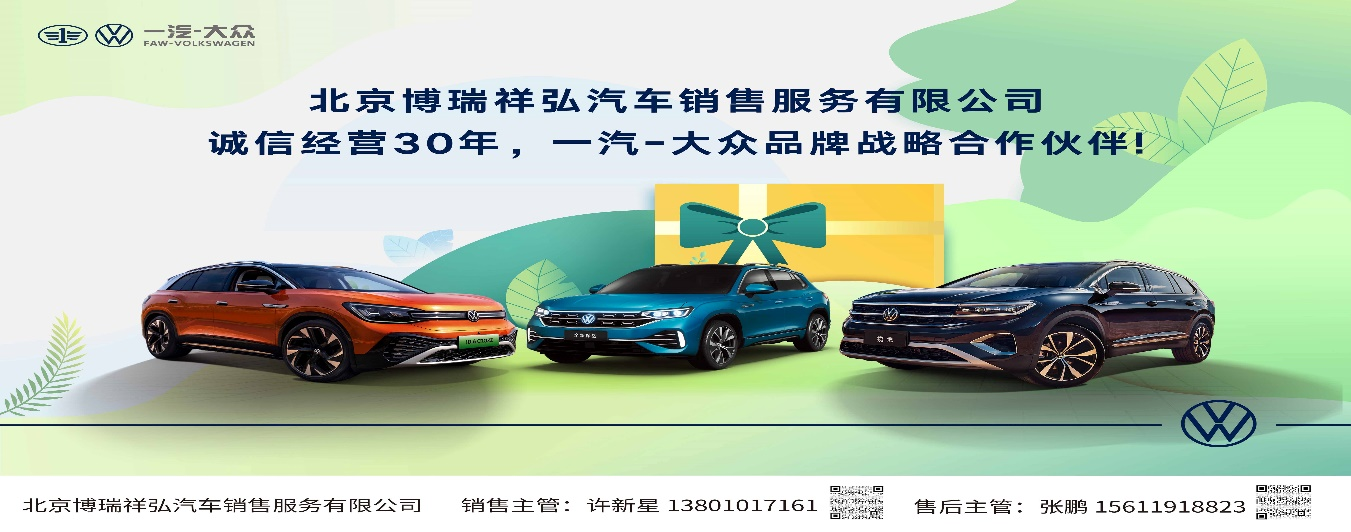 一汽-大众
FAW-VOLKSWAGEN
北京博瑞祥弘汽车销售服务有限公司
诚信经营30年，一汽-大众品牌战略合作伙伴!
北京博瑞祥弘汽车销售服务有限公司 销售主管：许新星 13801017161 售后主管：张鹏 15611918823